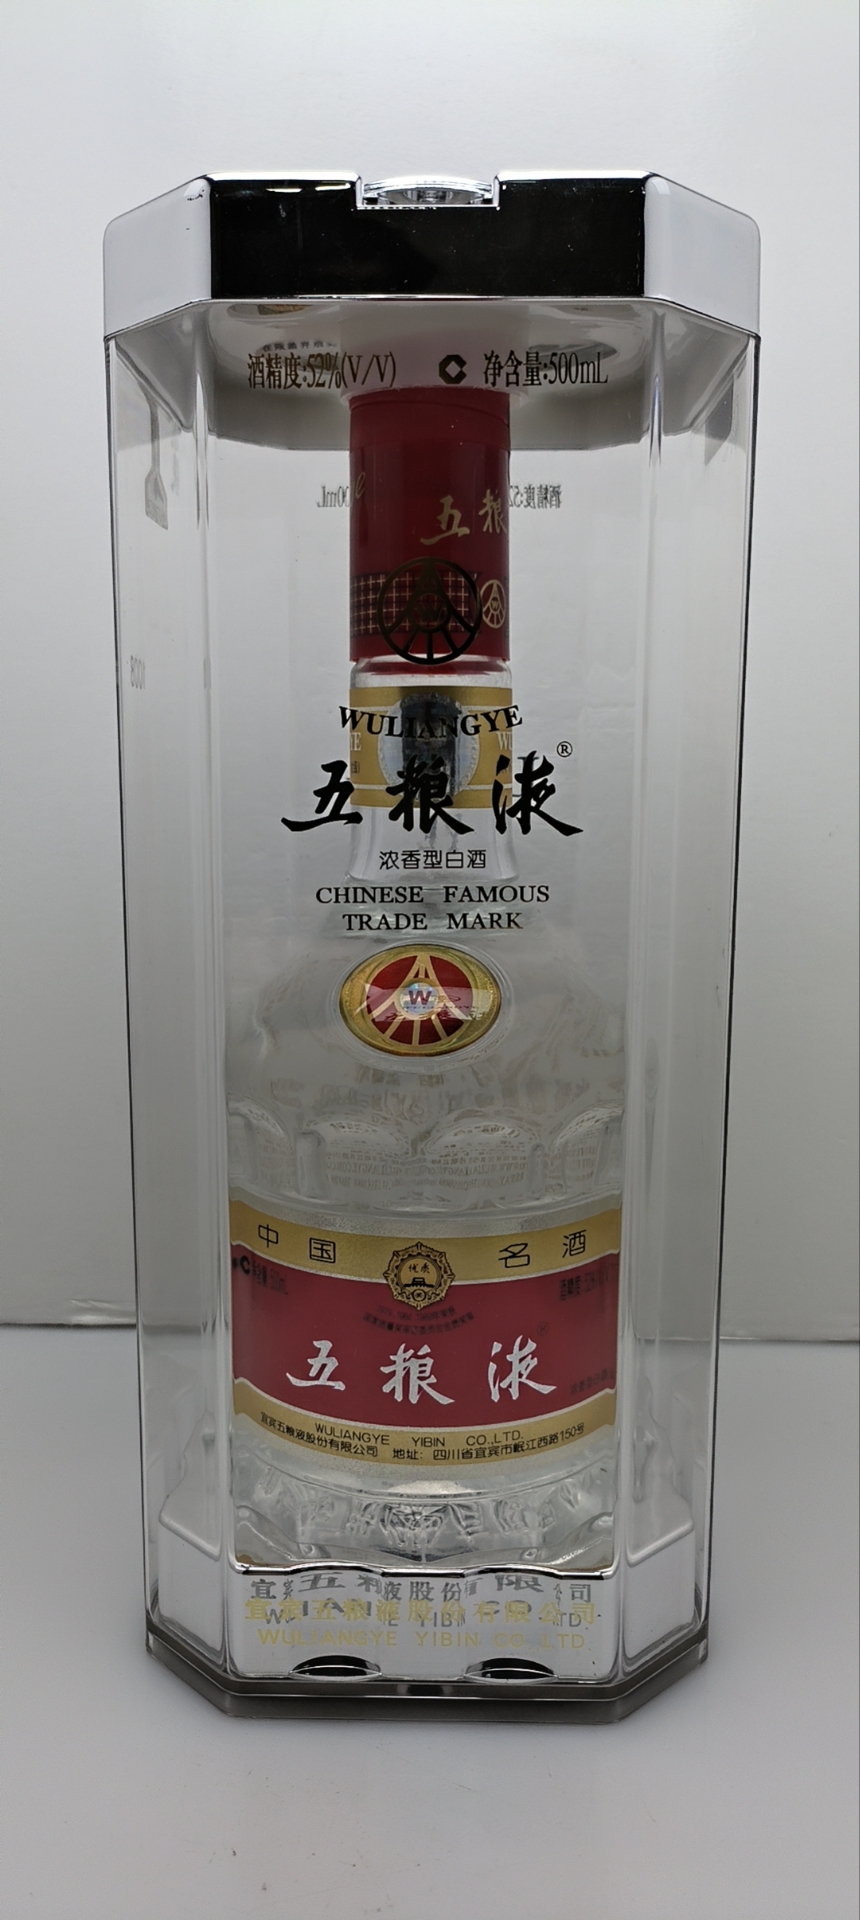 酒精度:52%(V/V) 净含量:500mL
五粮
WULIANGYE
五粮液®
浓香型白酒
CHINESE FAMOUS
TRADE MARK
W
中国名酒
优质
五粮液
WULIANGYE YIBIN CO.,LTD.
宜宾五粮液股份有限公司 地址: 四川省宜宾市岷江西路150号
宜宾五粮液股份有限公司
WULIANGYE YIBIN CO.,LTD.